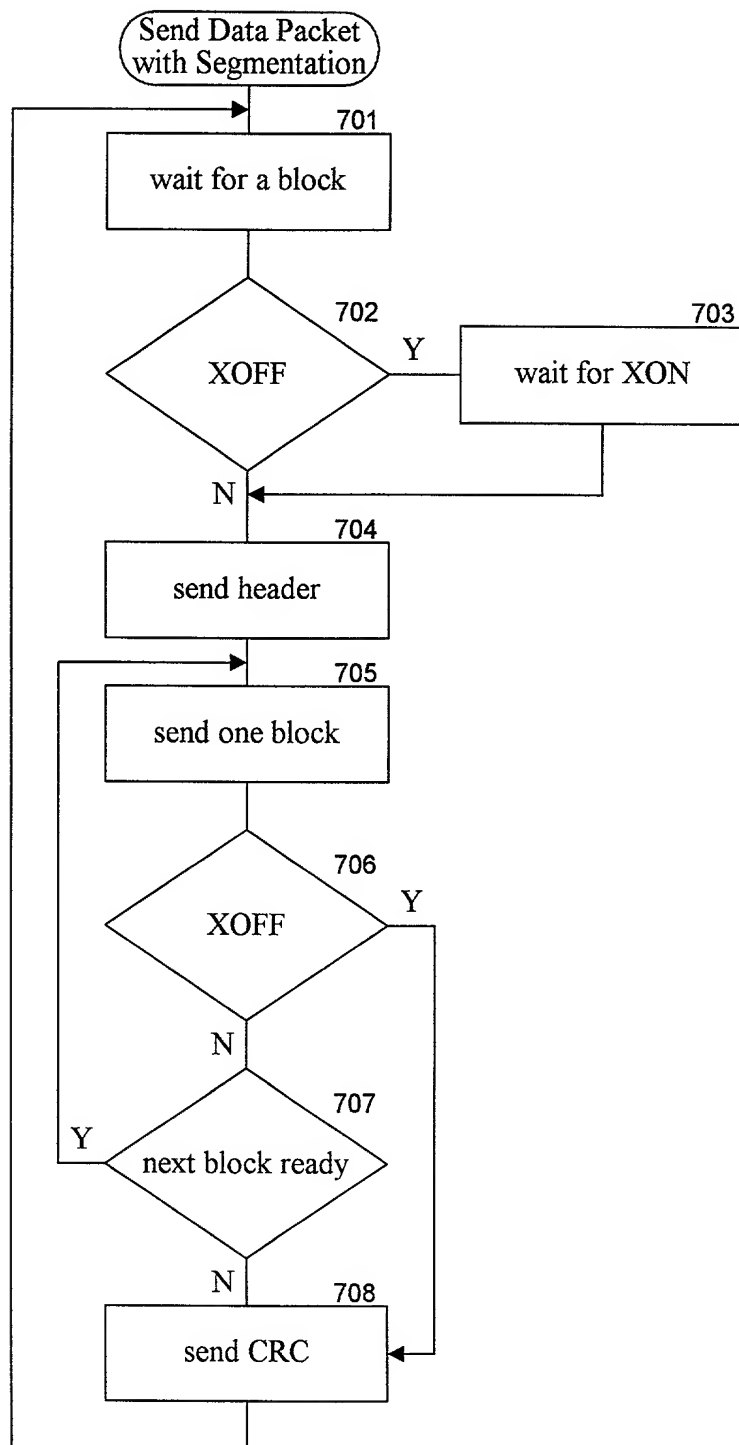 Send Data Packet
with Segmentation
701
wait for a block
702
XOFF
Y
703
wait for XON
N
704
send header
705
send one block
706
XOFF
Y
N
707
Y
next block ready
N
708
send CRC